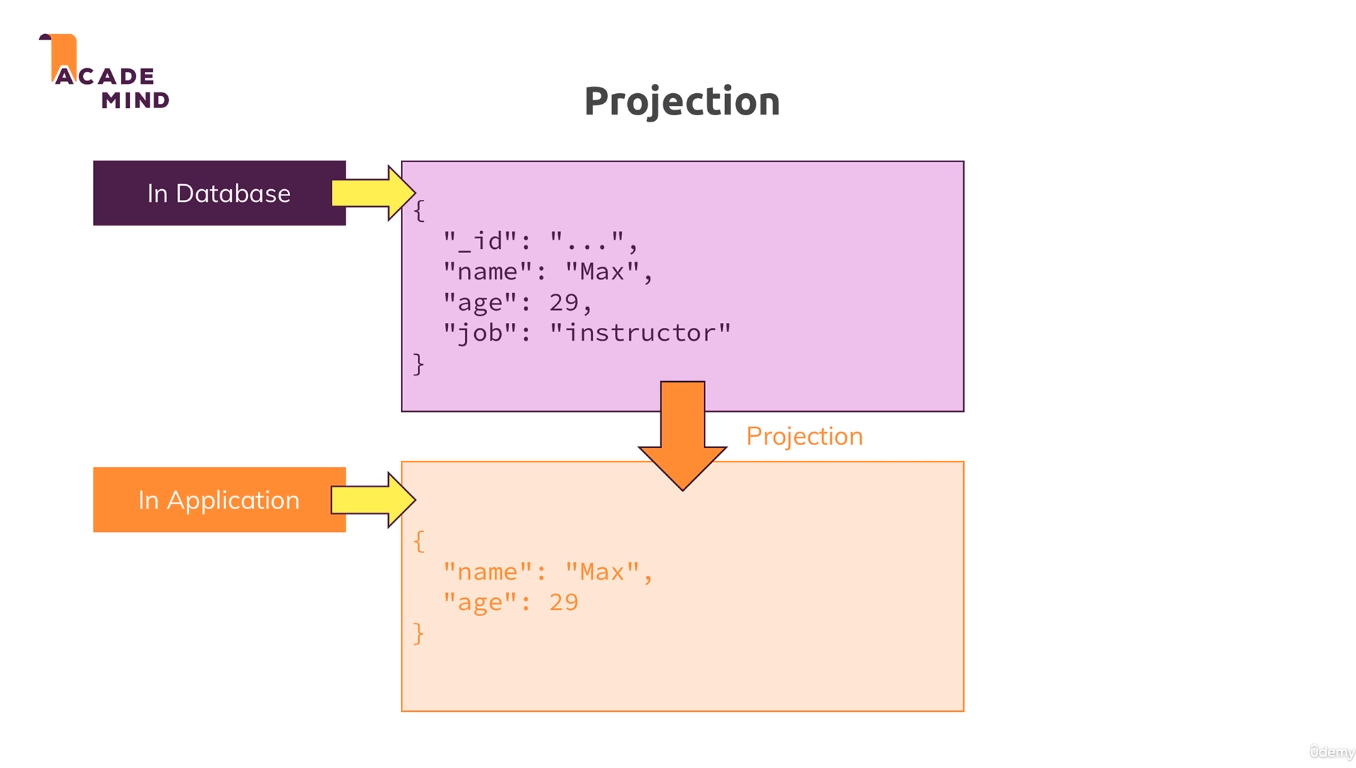 ACADE
MIND
Projection
In Database
{
"_id": "...",
"name": "Max",
"age": 29,
"job": "instructor"
}
Projection
In Application
{
"name": "Max",
"age": 29
}
ûdemy